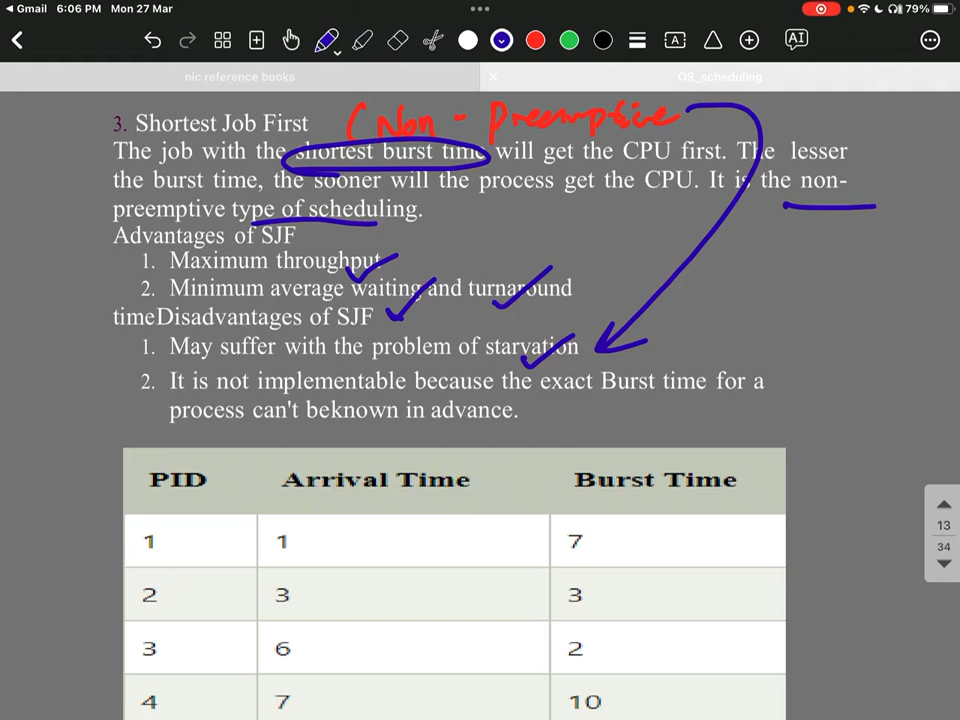 Gmail 6:06 PM Mon 27 Mar 79%
A AI
nic reference books OS_scheduling
3. Shortest Job First ( Non - Preemptive
The job with the shortest burst time will get the CPU first. The lesser
the burst time, the sooner will the process get the CPU. It is the non-
preemptive type of scheduling.
Advantages of SJF
1. Maximum throughput
2. Minimum average waiting and turnaround
timeDisadvantages of SJF
1. May suffer with the problem of starvation
2. It is not implementable because the exact Burst time for a
process can't beknown in advance.
PID Arrival Time Burst Time
1 1 7
2 3 3
3 6 2
4 7 10
13
34